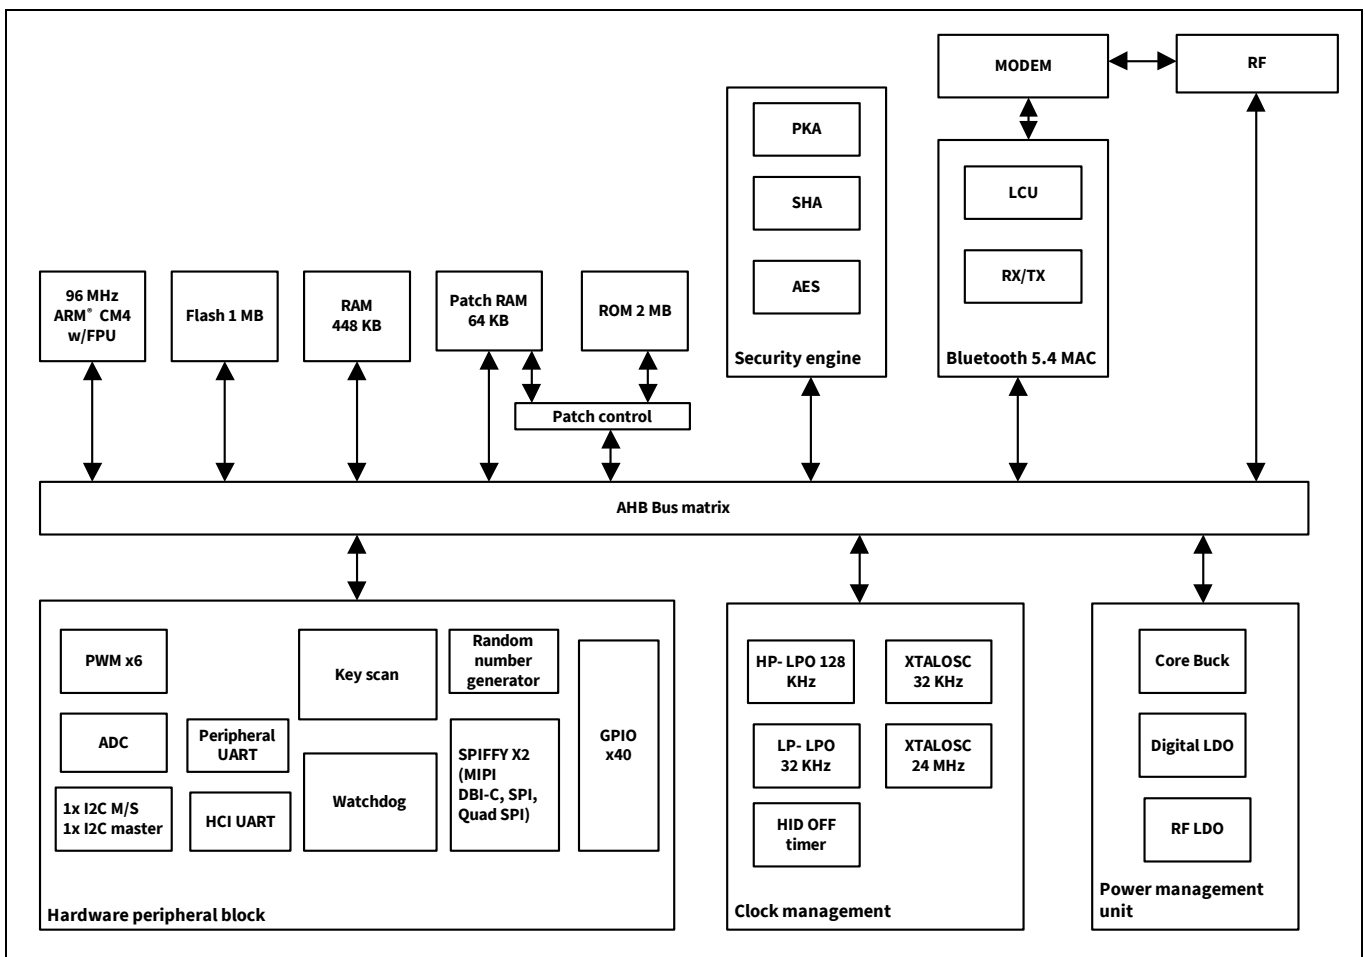 MODEM
RF
PKA
SHA
AES
Security engine
LCU
RX/TX
Bluetooth 5.4 MAC
96 MHz
ARM® CM4
w/FPU
Flash 1 MB
RAM
448 KB
Patch RAM
64 KB
ROM 2 MB
Patch control
AHB Bus matrix
PWM x6
ADC
1x I2C M/S
1x I2C master
Peripheral
UART
HCI UART
Key scan
Watchdog
Random
number
generator
SPIFFY X2
(MIPI
DBI-C, SPI,
Quad SPI)
GPIO
x40
Hardware peripheral block
HP- LPO 128
KHz
XTALOSC
32 KHz
LP- LPO
32 KHz
XTALOSC
24 MHz
HID OFF
timer
Clock management
Core Buck
Digital LDO
RF LDO
Power management
unit